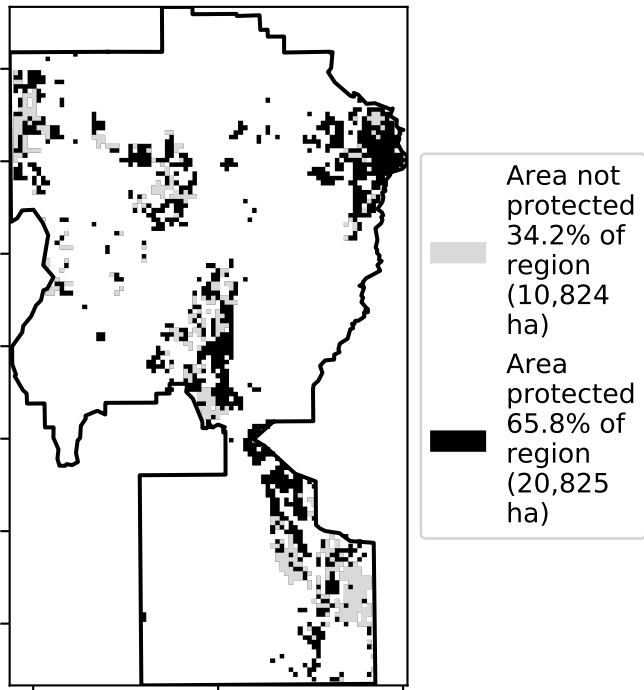 Area not
protected
34.2% of
region
(10,824
ha)
Area
protected
65.8% of
region
(20,825
ha)